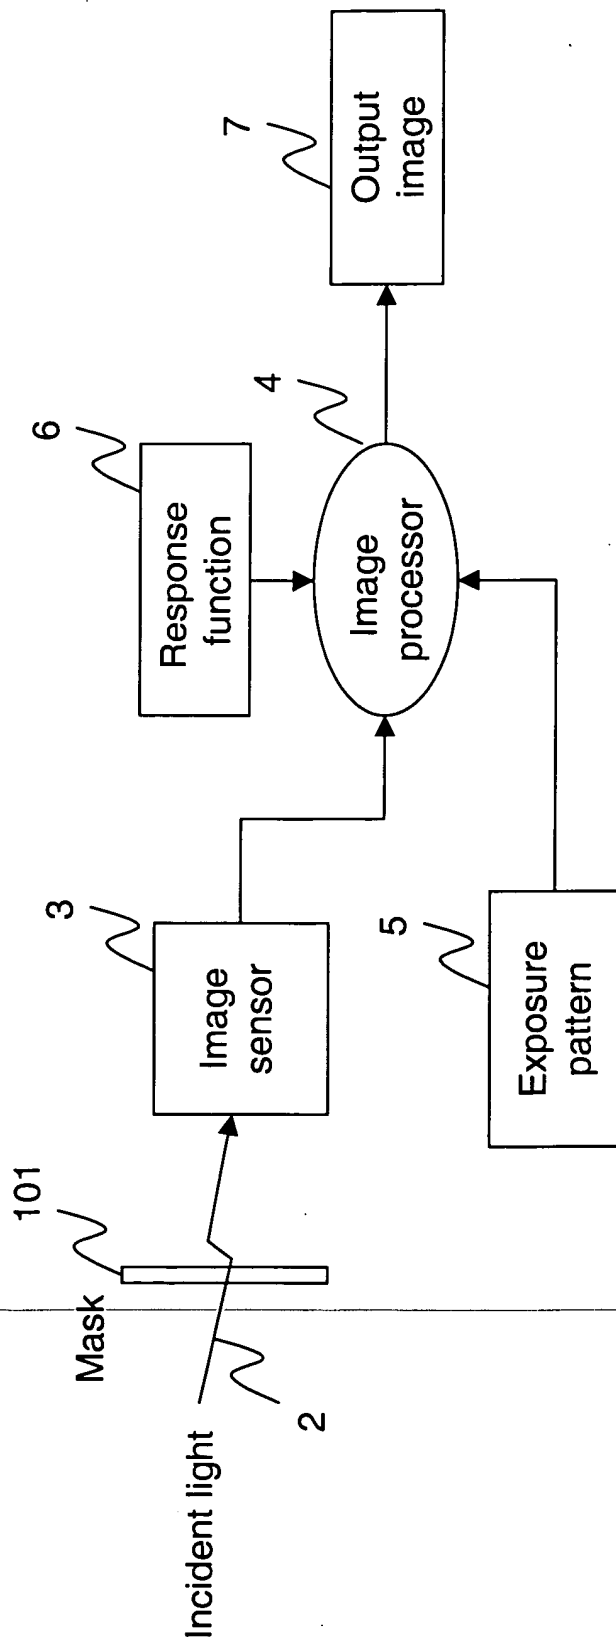 Incident light
2
Mask
101
Image
sensor
3
Exposure
pattern
5
Response
function
6
Image
processor
4
Output
image
7